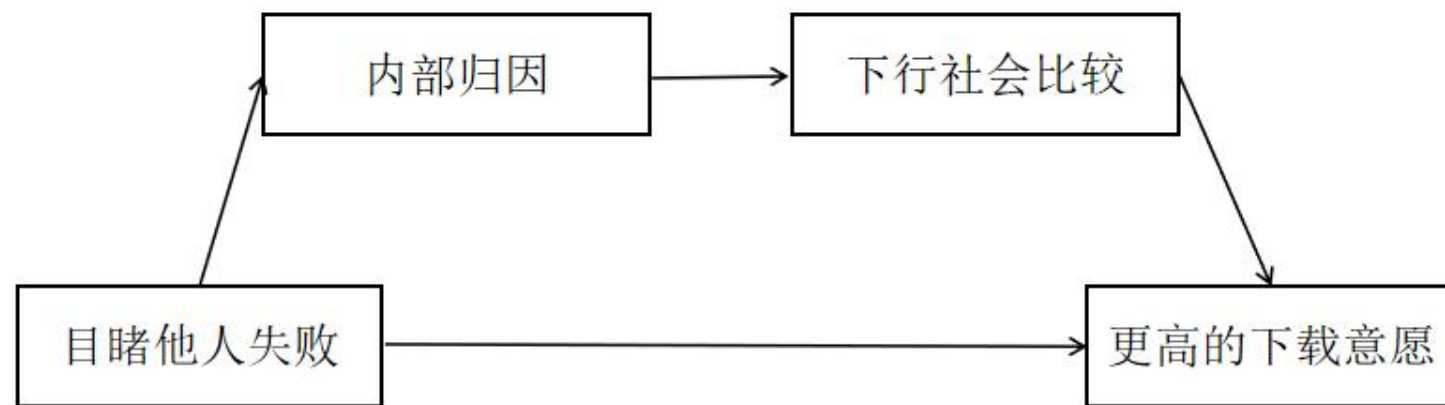 内部归因
下行社会比较
目睹他人失败
更高的下载意愿